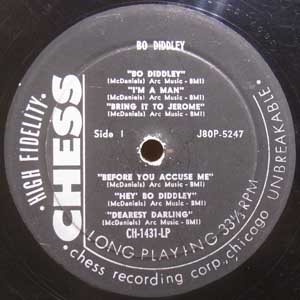 BO DIDDLEY
"BO DIDDLEY"
(McDaniels) Arc Music - BMI)
"I'M A MAN"
(McDaniels) Arc Music - BMI)
"BRING IT TO JEROME"
(McDaniels) Arc Music - BMI)
Side 1 J80P-5247
"BEFORE YOU ACCUSE ME"
(McDaniels) Arc Music - BMI)
"HEY' BO DIDDLEY"
(McDaniels) Arc Music - BMI)
"DEAREST DARLING"
(McDaniels) Arc Music - BMI)
CH-1431-LP
· HIGH FIDELITY ·
CHESS
LONG PLAYING 33⅓ RPM
UNBREAKABLE ·
chess recording corp., chicago